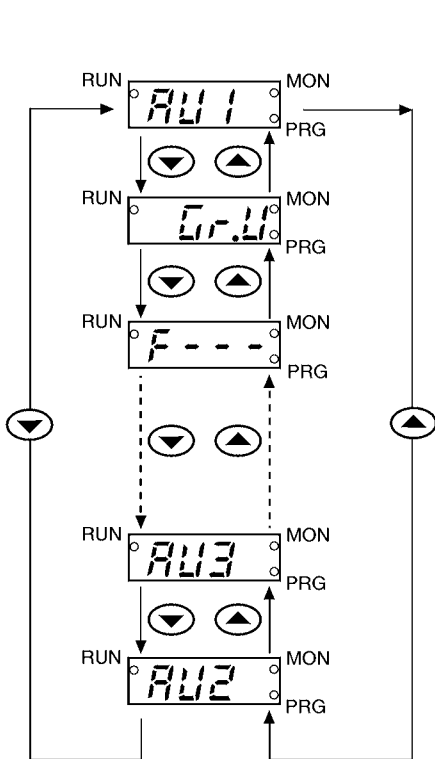 RUN AU1 MON
PRG
RUN Gr.U MON
PRG
RUN F--- MON
PRG
RUN AU3 MON
PRG
RUN AU2 MON
PRG